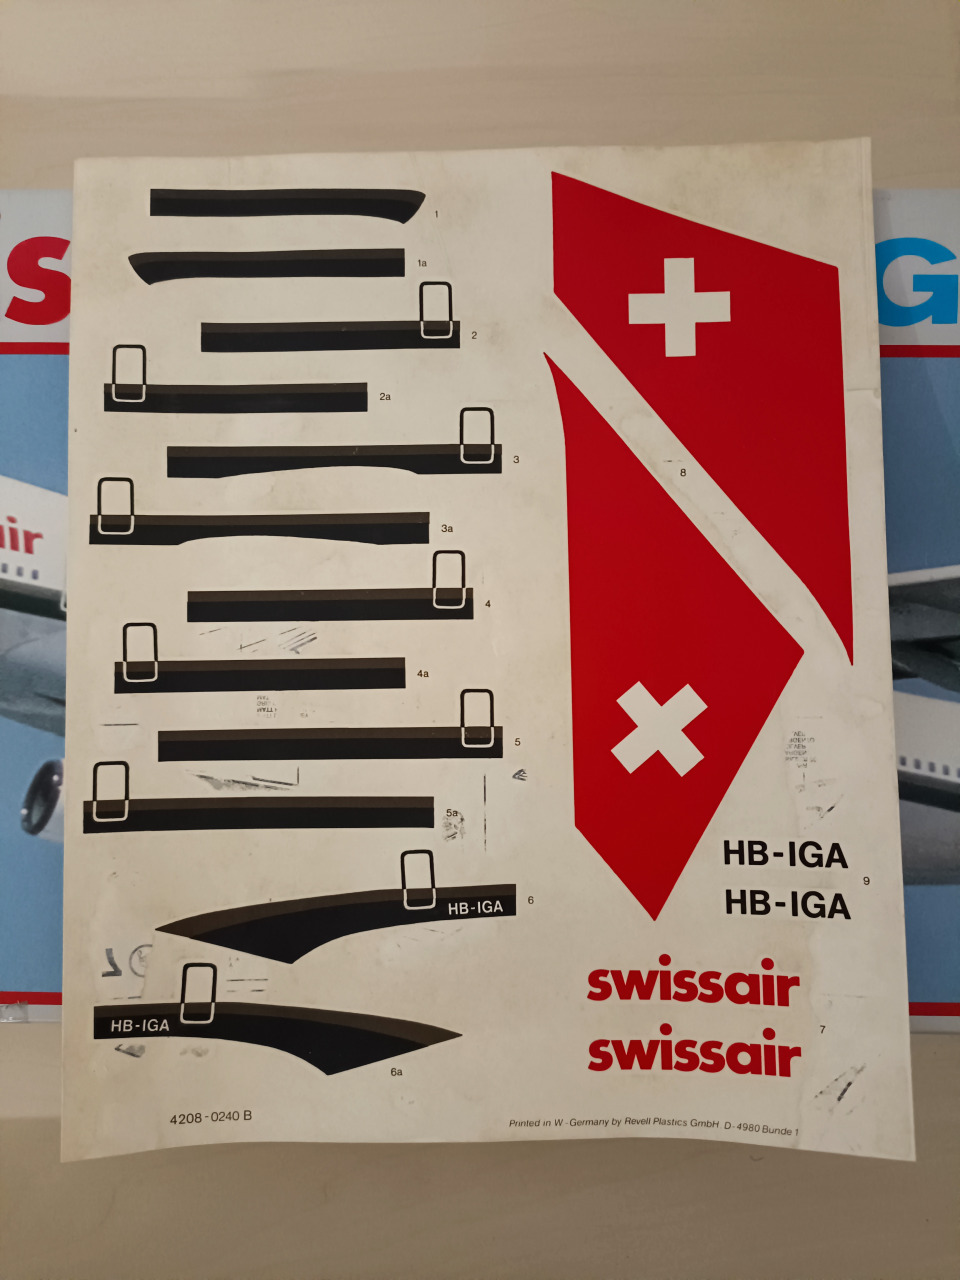 1
1a
2
2a
3
3a
4
4a
5
5a
HB-IGA
6
HB-IGA
6a
8
HB-IGA
HB-IGA
9
swissair
swissair
7
4208-0240 B
Printed in W-Germany by Revell Plastics GmbH D-4980 Bunde 1
S
G
air